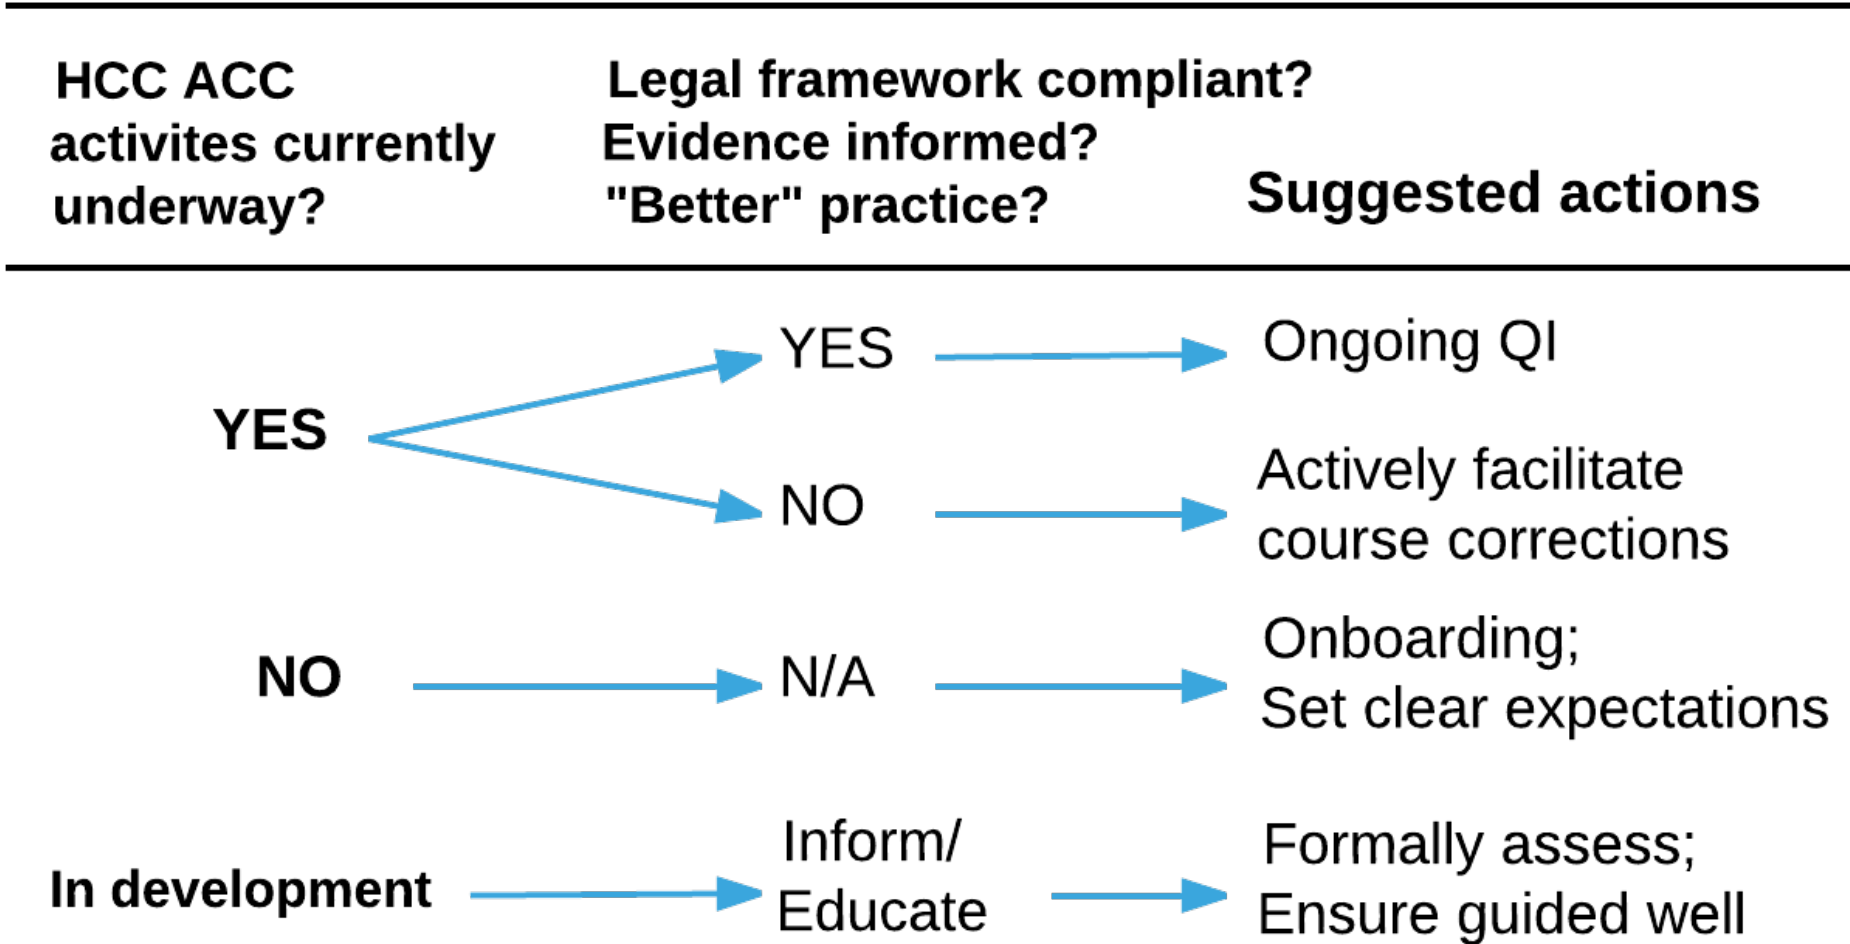 HCC ACC
activites currently
underway?
Legal framework compliant?
Evidence informed?
"Better" practice?
Suggested actions
YES
YES
Ongoing QI
NO
Actively facilitate
course corrections
NO
N/A
Onboarding;
Set clear expectations
In development
Inform/
Educate
Formally assess;
Ensure guided well